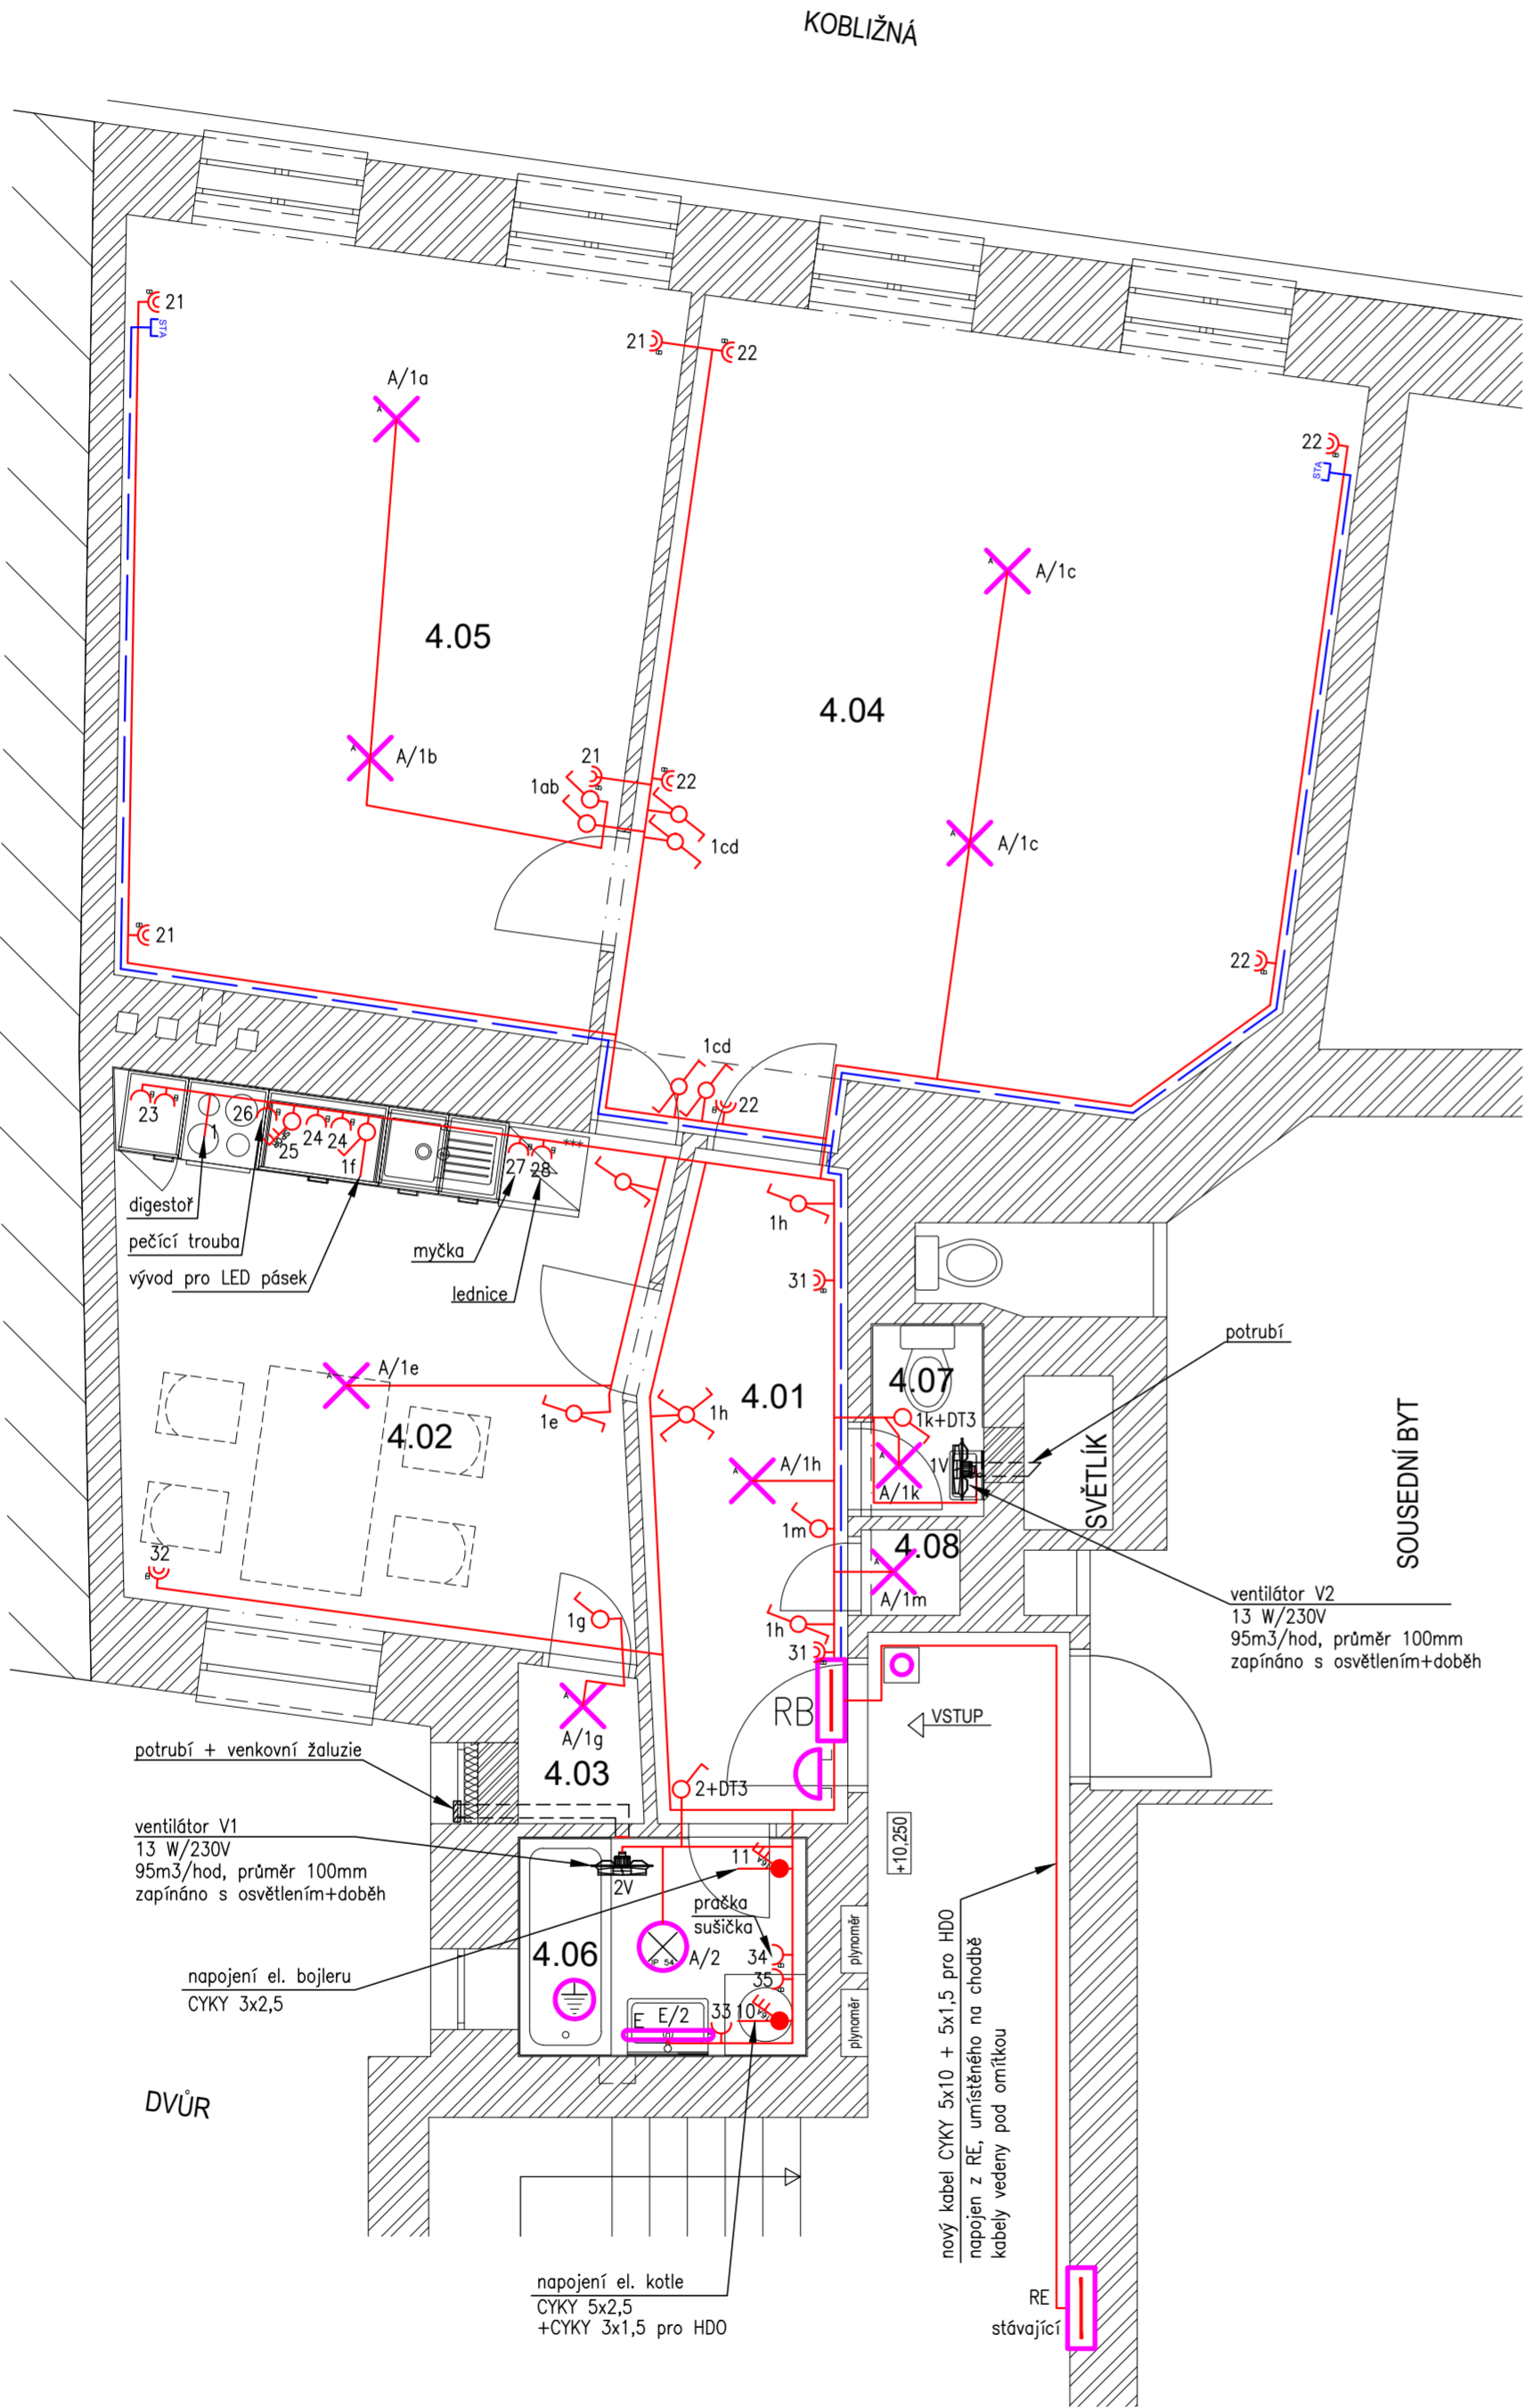 KOBLIŽNÁ
21
STA
21
22
A/1a
A
22
STA
A/1c
A
4.05
4.04
A/1b
A
21
22
1ab
1cd
A/1c
A
21
22
1cd
22
23
1
26
25
24
24
1f
27
28
***
digestoř
pečící trouba
vývod pro LED pásek
myčka
lednice
1h
31
potrubí
A/1e
A
4.02
1e
1h
4.01
4.07
1k+DT3
1V
A/1h
A
A/1k
A
SVĚTLÍK
SOUSEDNÍ BYT
1m
4.08
A/1m
A
32
1g
1h
31
ventilátor V2
13 W/230V
95m3/hod, průměr 100mm
zapínáno s osvětlením+doběh
RB
VSTUP
A/1g
A
4.03
potrubí + venkovní žaluzie
2+DT3
ventilátor V1
13 W/230V
95m3/hod, průměr 100mm
zapínáno s osvětlením+doběh
+10,250
2V
11
16A
pračka
sušička
4.06
IP 54
A/2
34
35
plynoměr
plynoměr
napojení el. bojleru
CYKY 3x2,5
E
E/2
33
10
16A
DVŮR
nový kabel CYKY 5x10 + 5x1,5 pro HDO
napojen z RE, umístěného na chodbě
kabely vedeny pod omítkou
napojení el. kotle
CYKY 5x2,5
+CYKY 3x1,5 pro HDO
RE
stávající